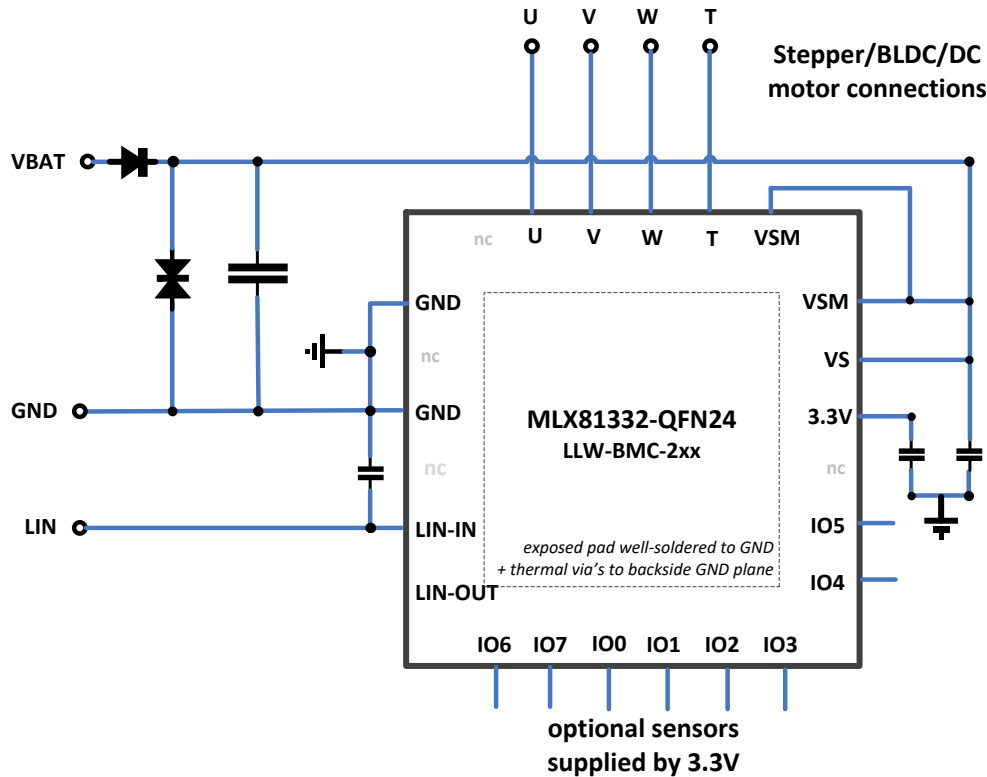 U V W T
Stepper/BLDC/DC
motor connections
VBAT
nc U V W T VSM
GND
VSM
nc
VS
GND
GND
MLX81332-QFN24
3.3V
LLW-BMC-2xx
nc
nc
LIN
LIN-IN
IO5
exposed pad well-soldered to GND
+ thermal via's to backside GND plane
LIN-OUT
IO4
IO6 IO7 IO0 IO1 IO2 IO3
optional sensors
supplied by 3.3V